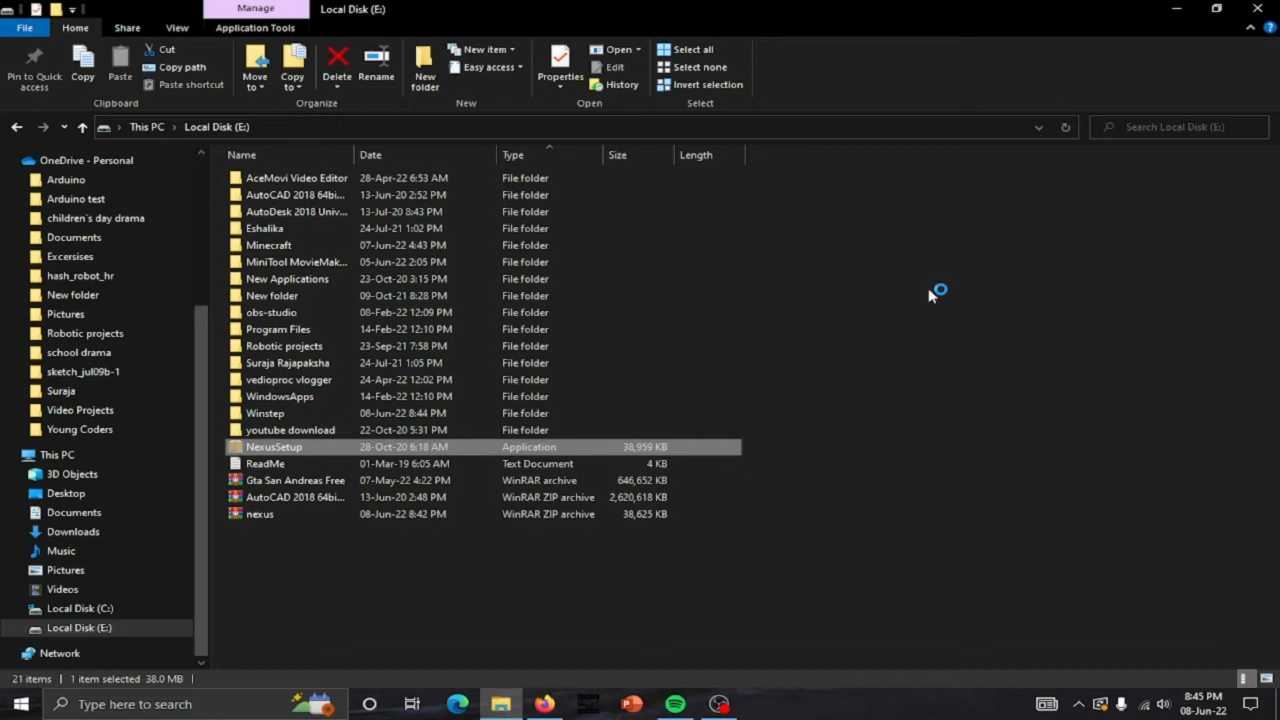 Manage
Local Disk (E:)
File
Home
Share
View
Application Tools
Pin to Quick access
Copy
Paste
Cut
Copy path
Paste shortcut
Clipboard
Move to
Copy to
Delete
Rename
Organize
New folder
New item
Easy access
New
Properties
Open
Edit
History
Open
Select all
Select none
Invert selection
Select
This PC > Local Disk (E:)
Search Local Disk (E:)
OneDrive - Personal
Arduino
Arduino test
children`s day drama
Documents
Excersises
hash_robot_hr
New folder
Pictures
Robotic projects
school drama
sketch_jul09b-1
Suraja
Video Projects
Young Coders
This PC
3D Objects
Desktop
Documents
Downloads
Music
Pictures
Videos
Local Disk (C:)
Local Disk (E:)
Network
Name Date Type Size Length
AceMovi Video Editor 28-Apr-22 6:53 AM File folder
AutoCAD 2018 64bi... 13-Jun-20 2:52 PM File folder
AutoDesk 2018 Univ... 13-Jul-20 8:43 PM File folder
Eshalika 24-Jul-21 1:02 PM File folder
Minecraft 07-Jun-22 4:43 PM File folder
MiniTool MovieMak... 05-Jun-22 2:05 PM File folder
New Applications 23-Oct-20 3:15 PM File folder
New folder 09-Oct-21 8:28 PM File folder
obs-studio 08-Feb-22 12:09 PM File folder
Program Files 14-Feb-22 12:10 PM File folder
Robotic projects 23-Sep-21 7:58 PM File folder
Suraja Rajapaksha 24-Jul-21 1:05 PM File folder
vedioproc vlogger 24-Apr-22 12:02 PM File folder
WindowsApps 14-Feb-22 12:10 PM File folder
Winstep 08-Jun-22 8:44 PM File folder
youtube download 22-Oct-20 5:31 PM File folder
NexusSetup 28-Oct-20 6:18 AM Application 38,959 KB
ReadMe 01-Mar-19 6:05 AM Text Document 4 KB
Gta San Andreas Free 07-May-22 4:22 PM WinRAR archive 646,652 KB
AutoCAD 2018 64bi... 13-Jun-20 2:48 PM WinRAR ZIP archive 2,620,618 KB
nexus 08-Jun-22 8:42 PM WinRAR ZIP archive 38,625 KB
21 items 1 item selected 38.0 MB
Type here to search
8:45 PM
08-Jun-22